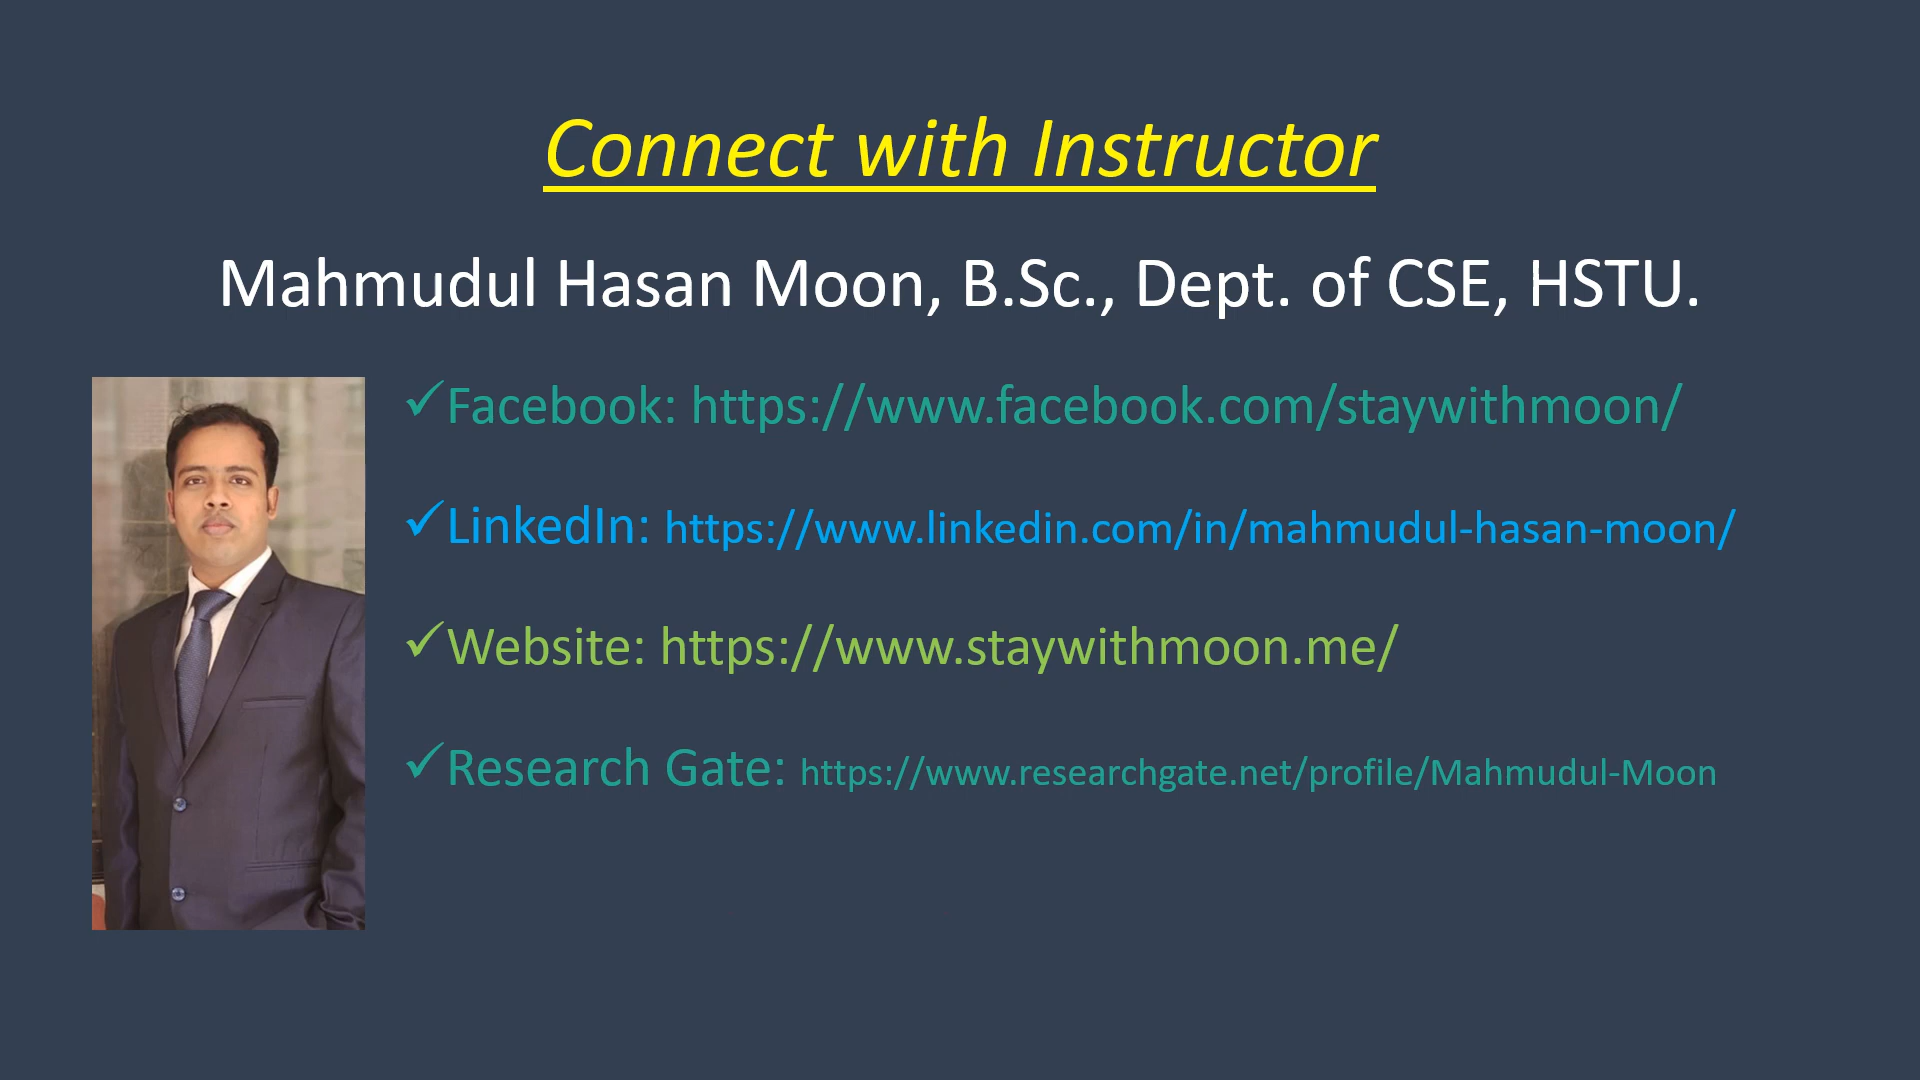 Connect with Instructor
Mahmudul Hasan Moon, B.Sc., Dept. of CSE, HSTU.
✓Facebook: https://www.facebook.com/staywithmoon/
✓LinkedIn: https://www.linkedin.com/in/mahmudul-hasan-moon/
✓Website: https://www.staywithmoon.me/
✓Research Gate: https://www.researchgate.net/profile/Mahmudul-Moon